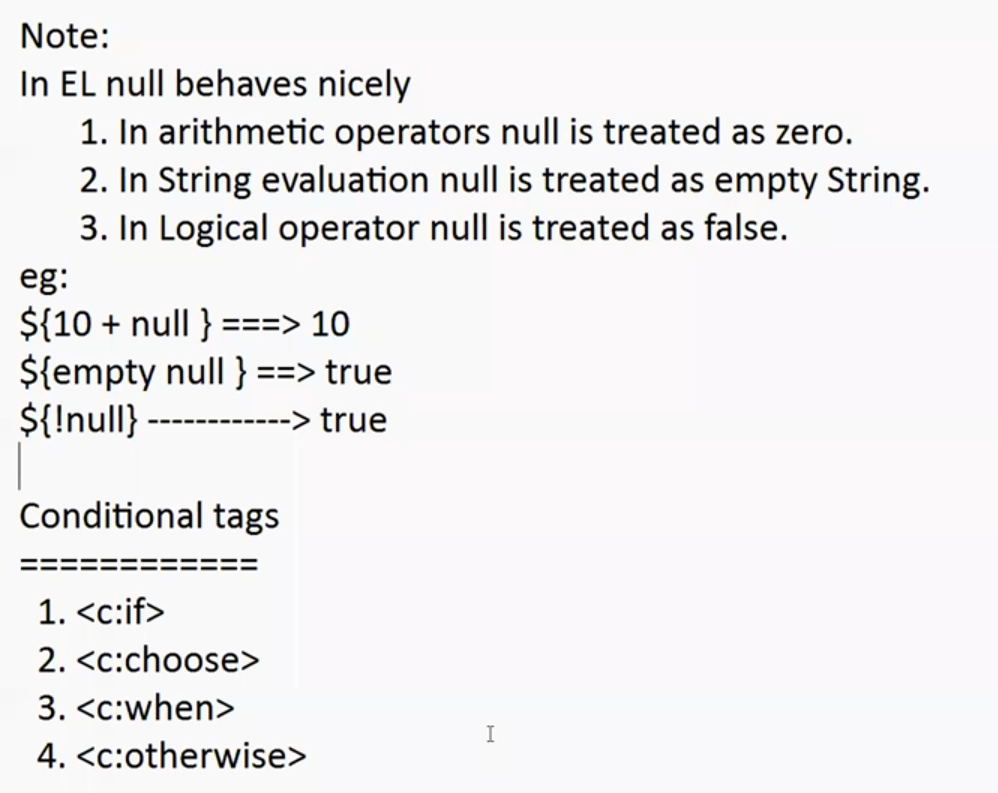 Note:
In EL null behaves nicely
1. In arithmetic operators null is treated as zero.
2. In String evaluation null is treated as empty String.
3. In Logical operator null is treated as false.
eg:
${10 + null } ===> 10
${empty null } ==> true
${!null} ------------> true
Conditional tags
============
1. <c:if>
2. <c:choose>
3. <c:when>
4. <c:otherwise>